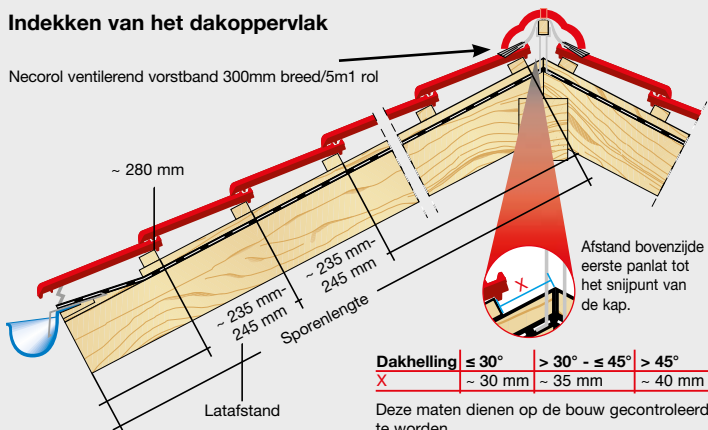 Indekken van het dakoppervlak
Necorol ventilerend vorstband 300mm breed/5m1 rol
~ 280 mm
~ 235 mm-
245 mm
~ 235 mm-
245 mm
Sporenlengte
Latafstand
X
Afstand bovenzijde
eerste panlat tot
het snijpunt van
de kap.
Dakhelling ≤ 30° > 30° - ≤ 45° > 45°
X ~ 30 mm ~ 35 mm ~ 40 mm
Deze maten dienen op de bouw gecontroleerd
te worden